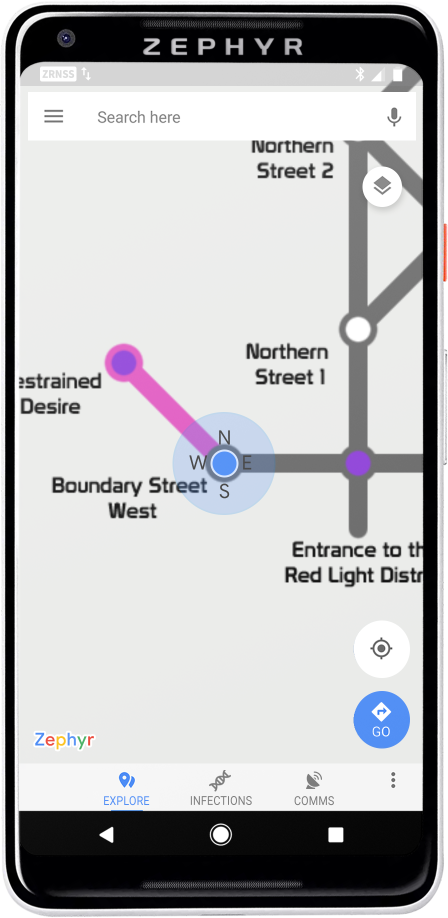 ZEPHYR
ZRNSS
Search here
Northern
Street 2
Northern
Street 1
estrained
Desire
N
W E
S
Boundary Street
West
Entrance to th
Red Light Distr
GO
Zephyr
EXPLORE INFECTIONS COMMS